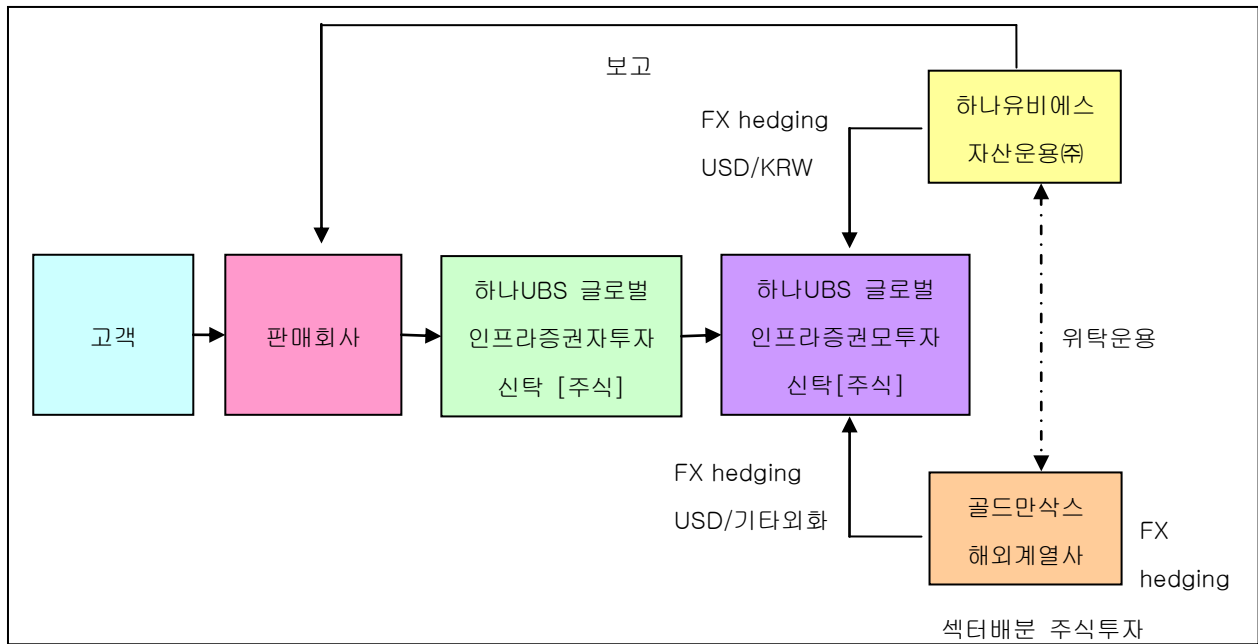 보고
하나유비에스
자산운용㈜
FX hedging
USD/KRW
고객
판매회사
하나UBS 글로벌
인프라증권자투자
신탁 [주식]
하나UBS 글로벌
인프라증권모투자
신탁[주식]
위탁운용
FX hedging
USD/기타외화
골드만삭스
해외계열사
FX
hedging
섹터배분 주식투자